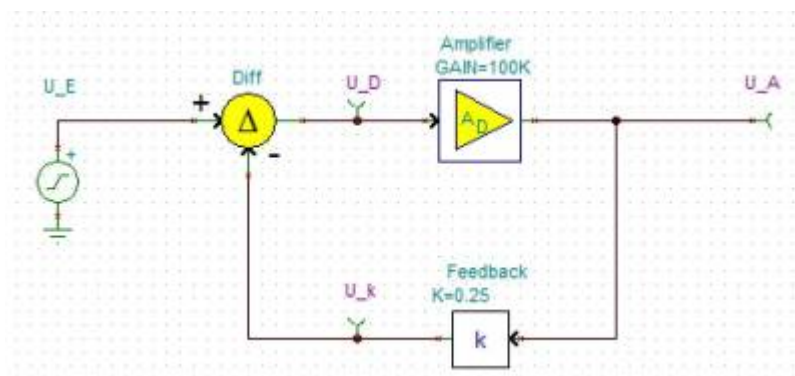 Amplifier
GAIN=100K
U_E
Diff
U_D
U_A
+
Δ
A_D
+
-
Feedback
K=0.25
U_k
k